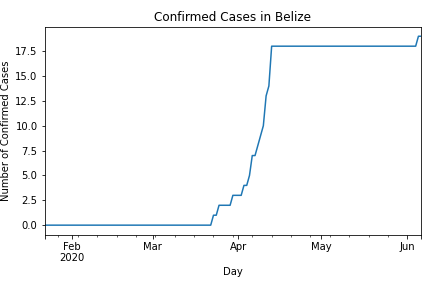 Confirmed Cases in Belize
Number of Confirmed Cases
17.5
15.0
12.5
10.0
7.5
5.0
2.5
0.0
Feb
2020
Mar
Apr
May
Jun
Day